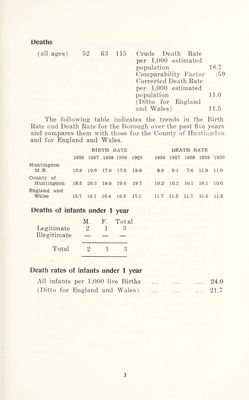 Deaths
(all ages) 52 63 115 Crude Death Rate
per 1,000 estimated
population 18.7
Comparability Factor .59
Corrected Death Rate
per 1,000 estimated
population 11.0
(Ditto for England
and Wales) 11.5
The following table indicates the trends in the Birth
Rate and Death Rate for the Borough over the past five years
and compares them with those for the County of Huntingdon
and for England and Wales.
BIRTH RATE DEATH RATE
1956 1957 1958 1959 1960 1956 1957 1958 1959 1960
Huntingdon
M.B. 15.8 19.6 17.9 17.8 19.9 8.9 9.1 7.6 11.9 11.0
County of
Huntingdon 18.5 20.3 19.8 19.6 19.7 10.2 10.2 10.1 10.1 10.6
England and
Wales 15.7 16.1 16.4 16.5 17.1 11.7 11.5 11.7 11.6 11.5
Deaths of infants under 1 year
M. F. Total
Legitimate 2 1 3
Illegitimate — — —
Total 2 1 3
Death rates of infants under 1 year
All infants per 1,000 live Births ... ... ... 24.0
(Ditto for England and Wales) ... ... ... 21.7
3